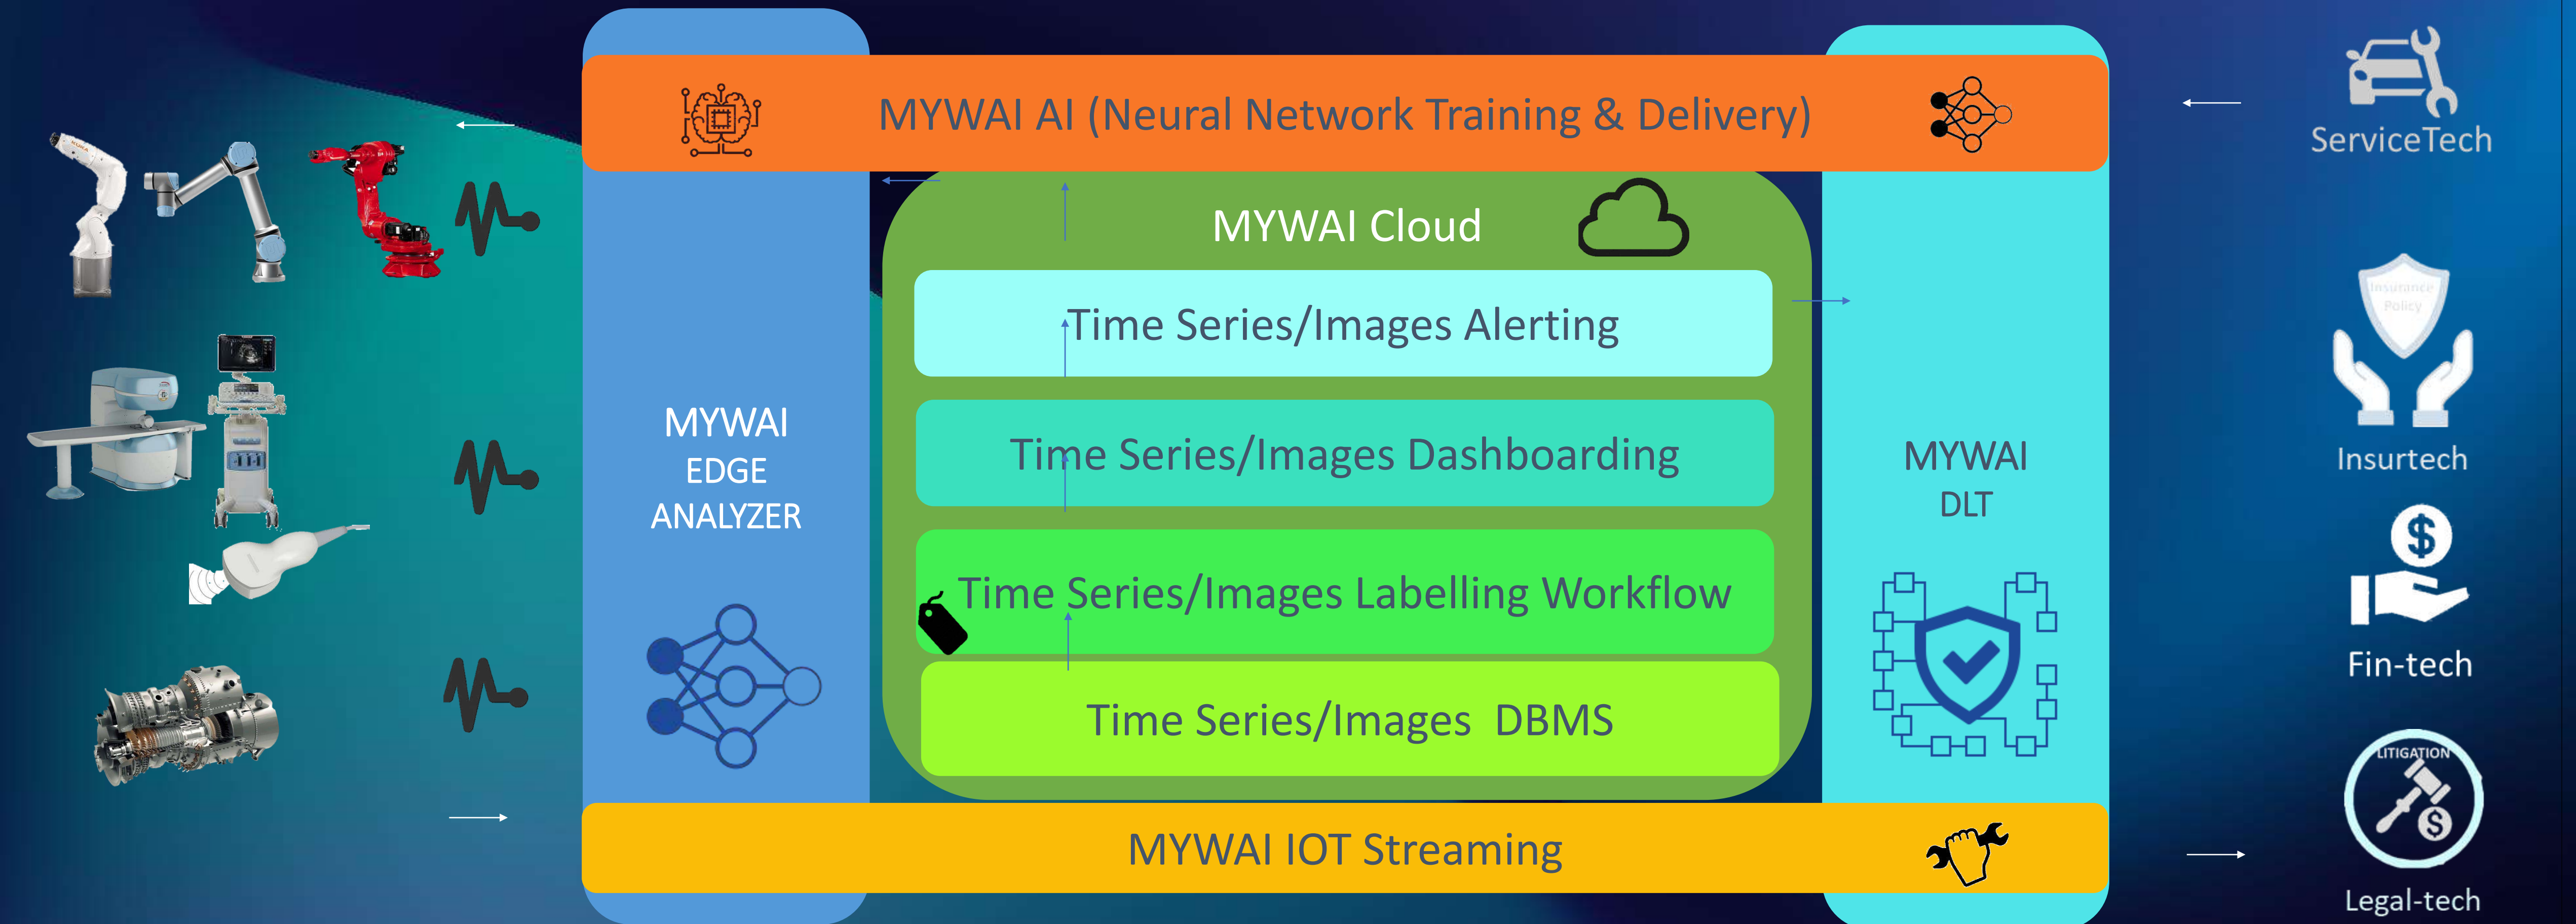 MYWAI AI (Neural Network Training & Delivery)
ServiceTech
MYWAI Cloud
Time Series/Images Alerting
Insurance
Policy
Insurtech
MYWAI
EDGE
ANALYZER
Time Series/Images Dashboarding
MYWAI
DLT
Time Series/Images Labelling Workflow
Fin-tech
Time Series/Images DBMS
LITIGATION
MYWAI IOT Streaming
Legal-tech